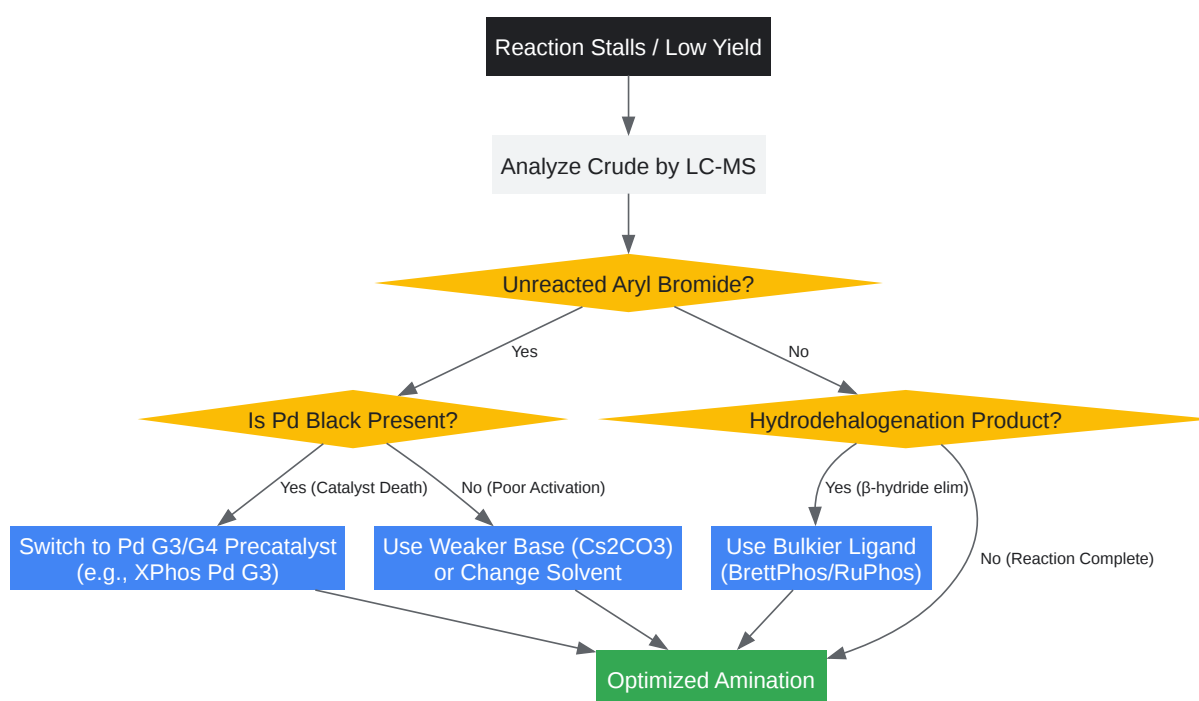 Reaction Stalls / Low Yield
Analyze Crude by LC-MS
Unreacted Aryl Bromide?
Yes
No
Is Pd Black Present?
Hydrodehalogenation Product?
Yes (Catalyst Death)
No (Poor Activation)
Yes (β-hydride elim)
Switch to Pd G3/G4 Precatalyst
(e.g., XPhos Pd G3)
Use Weaker Base (Cs2CO3)
or Change Solvent
Use Bulkier Ligand
(BrettPhos/RuPhos)
No (Reaction Complete)
Optimized Amination